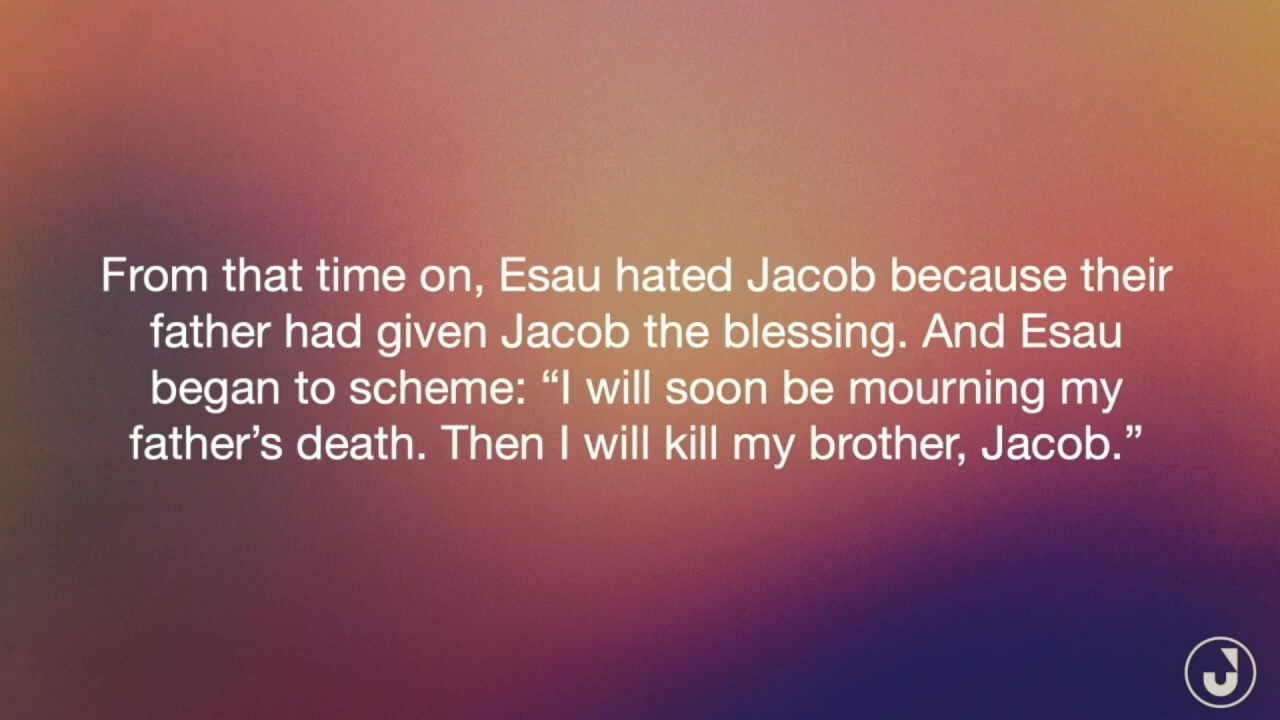 From that time on, Esau hated Jacob because their
father had given Jacob the blessing. And Esau
began to scheme: “I will soon be mourning my
father’s death. Then I will kill my brother, Jacob.”